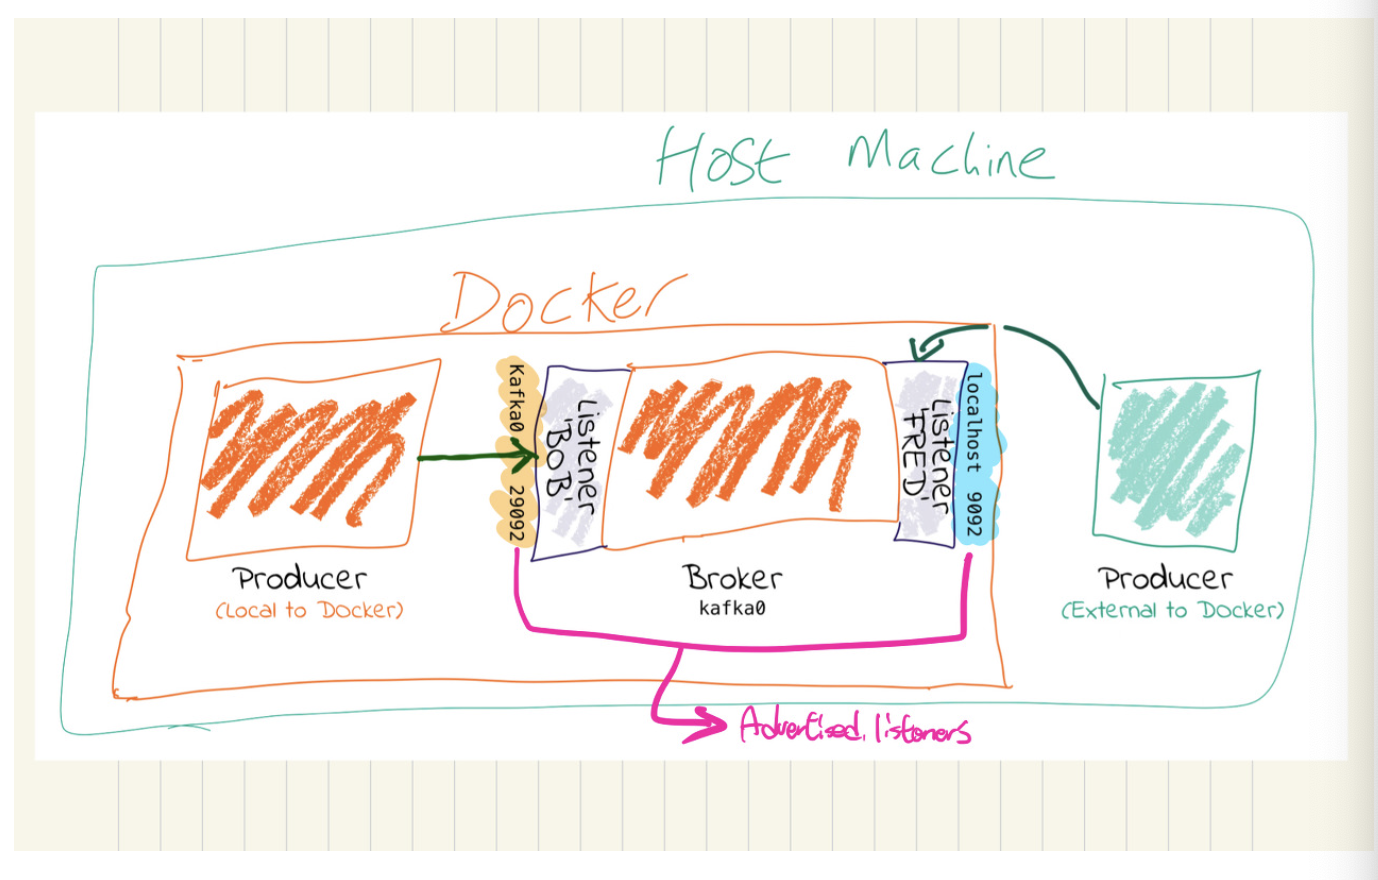 Host Machine
Docker
Kafka0 29092
Listener
'BOB'
Listener
'FRED'
localhost 9092
Producer
(Local to Docker)
Broker
kafka0
Producer
(External to Docker)
Advertised.listeners